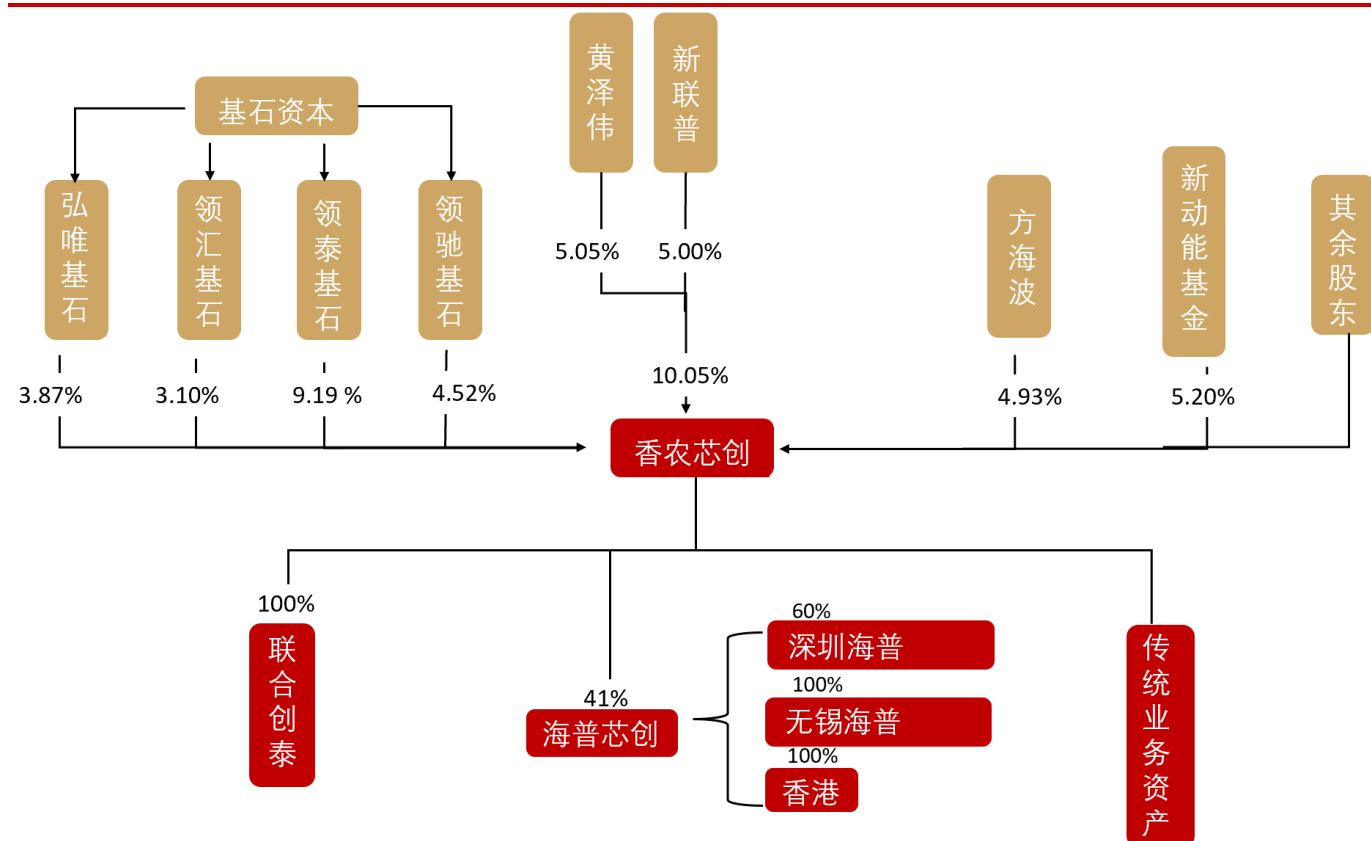 黄泽伟
新联普
基石资本
弘唯基石
领汇基石
领泰基石
领驰基石
方海波
新动能基金
其余股东
5.05%
5.00%
3.87%
3.10%
9.19 %
4.52%
10.05%
4.93%
5.20%
香农芯创
100%
联合创泰
41%
海普芯创
60%
深圳海普
100%
无锡海普
100%
香港
传统业务资产